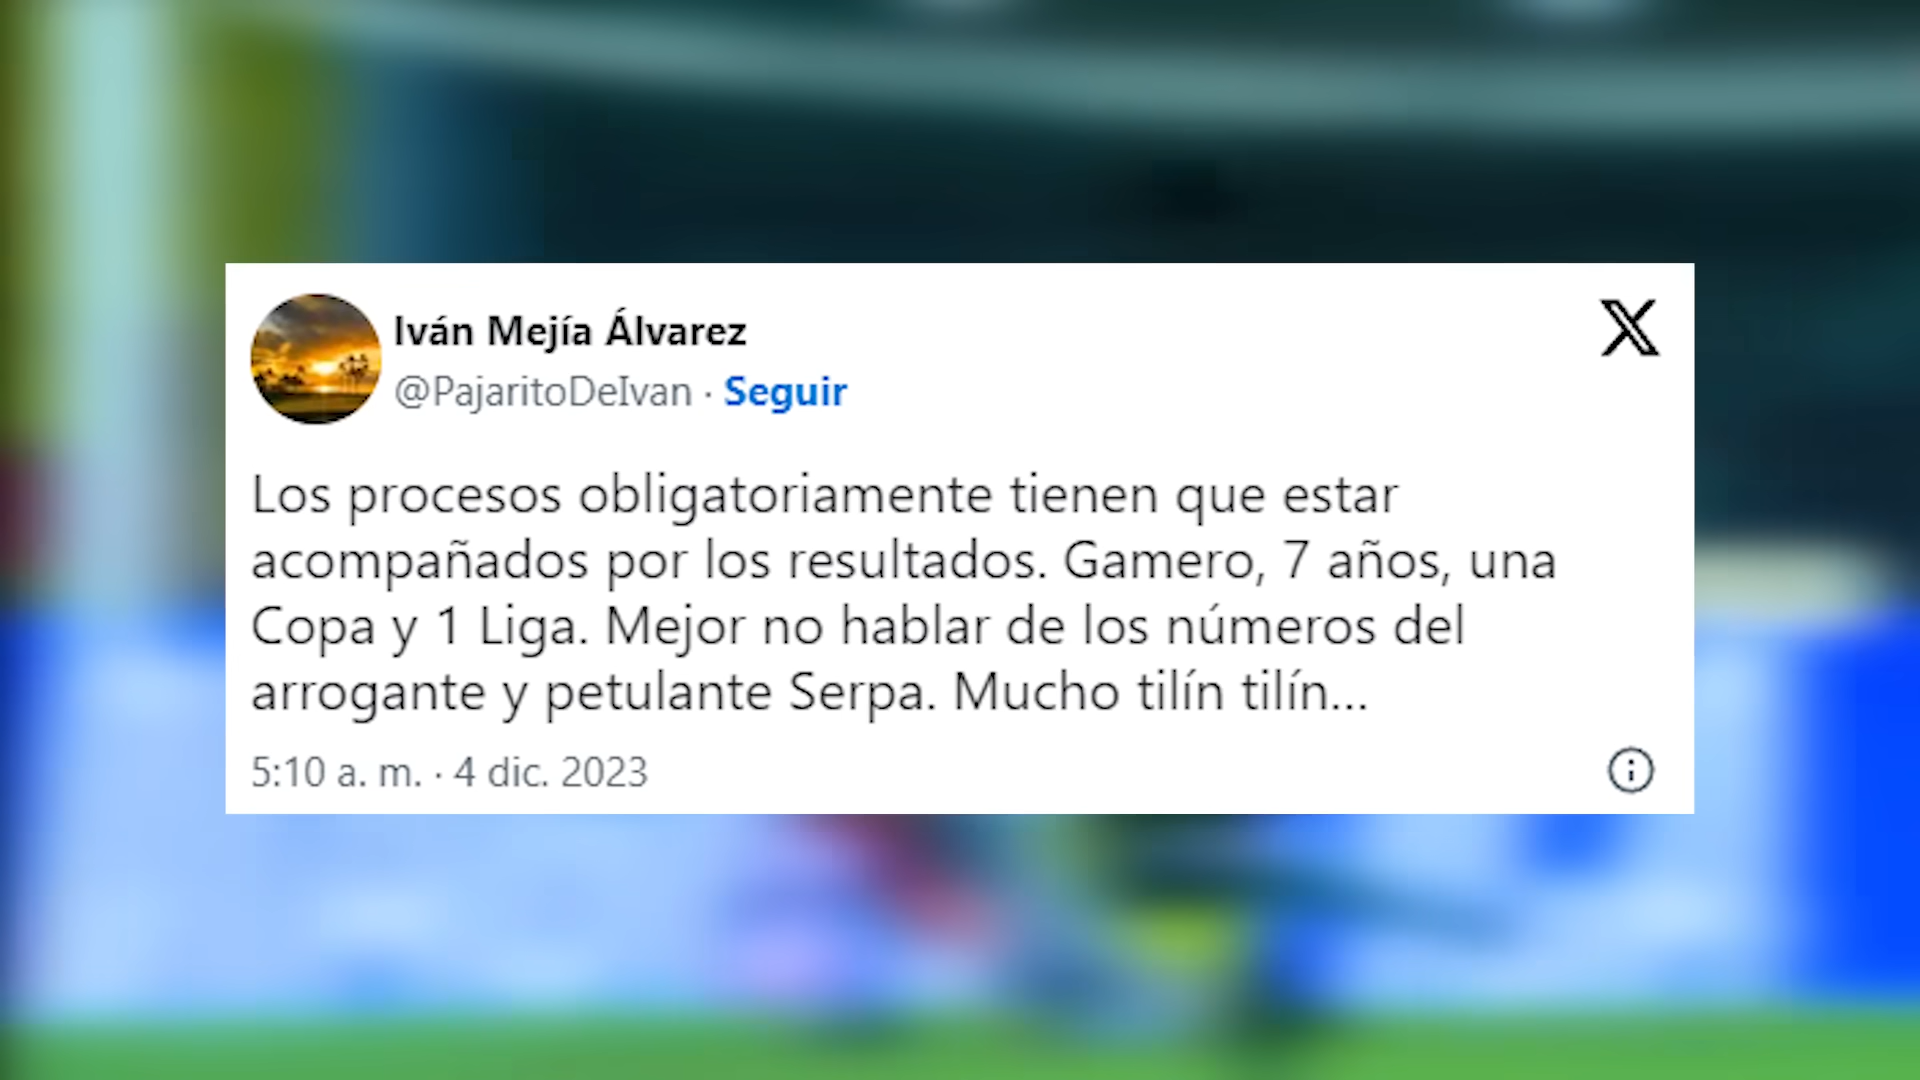 Iván Mejía Álvarez
@PajaritoDeIvan · Seguir
Los procesos obligatoriamente tienen que estar
acompañados por los resultados. Gamero, 7 años, una
Copa y 1 Liga. Mejor no hablar de los números del
arrogante y petulante Serpa. Mucho tilín tilín...
5:10 a. m. · 4 dic. 2023